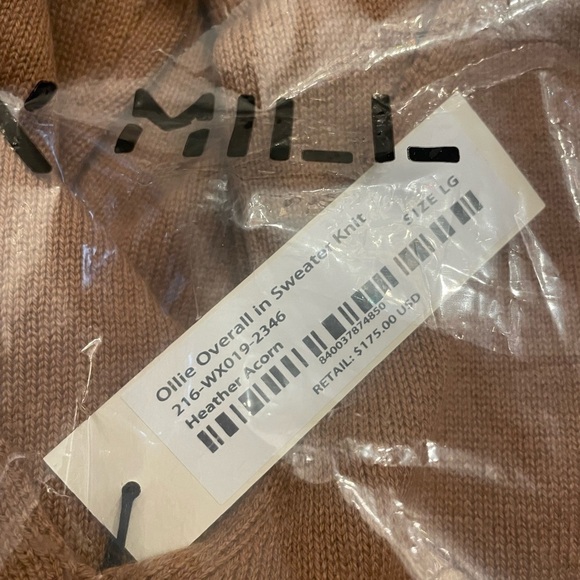 Y MILL
Ollie Overall in Sweater Knit
216-WX019-2346
Heather Acorn
SIZE LG
840037874850
RETAIL: $175.00 USD